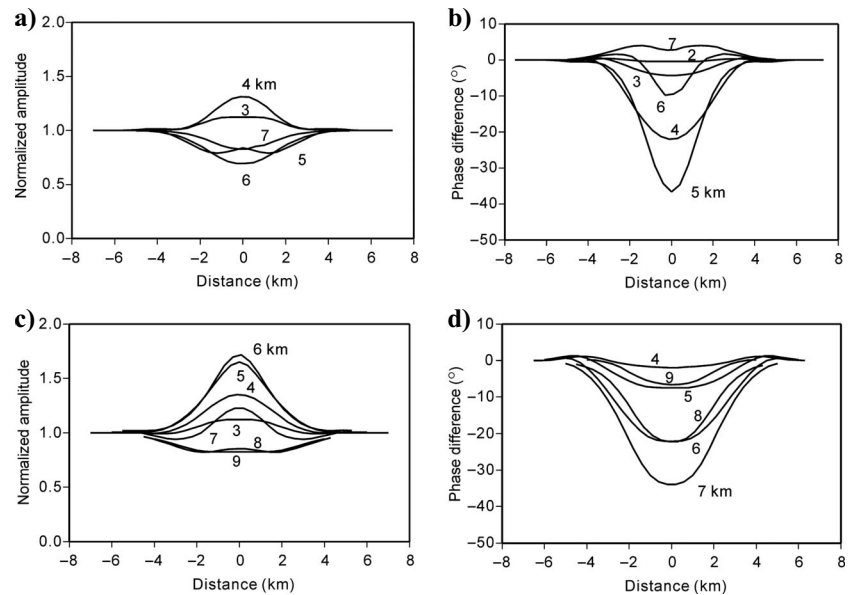 a)
2.0
1.5
1.0
0.5
0.0
Normalized amplitude
4 km
3
7
5
6
−8 −6 −4 −2 0 2 4 6 8
Distance (km)
b)
10
0
−10
−20
−30
−40
−50
Phase difference (°)
7
2
3
6
4
5 km
−8 −6 −4 −2 0 2 4 6 8
Distance (km)
c)
2.0
1.5
1.0
0.5
0.0
Normalized amplitude
6 km
5
4
3
7
8
9
−8 −6 −4 −2 0 2 4 6 8
Distance (km)
d)
10
0
−10
−20
−30
−40
−50
Phase difference (°)
4
9
5
8
6
7 km
−8 −6 −4 −2 0 2 4 6 8
Distance (km)